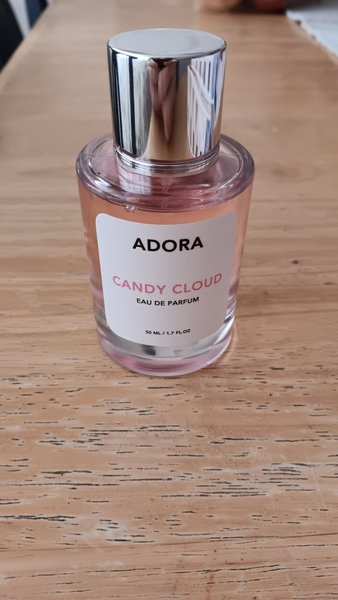 ADORA
CANDY CLOUD
EAU DE PARFUM
50 ML / 1.7 FL.OZ